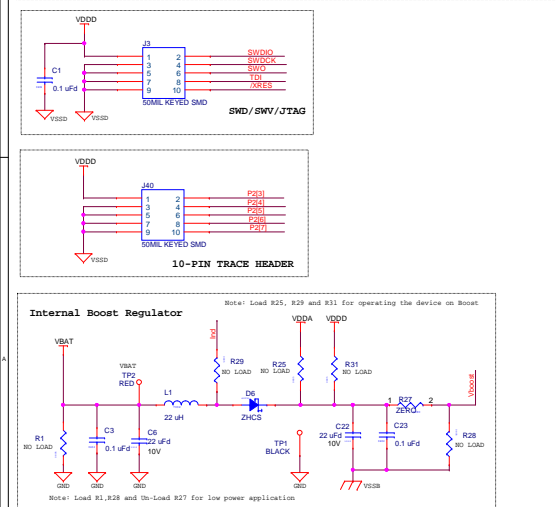 VDDD
J3
1 2 SWDIO
3 4 SWDCK
5 6 SWO
7 8 TDI
9 10 /XRES
C1
0.1 uFd
50MIL KEYED SMD
VSSD VSSD
SWD/SWV/JTAG
VDDD
J40
1 2 P2[3]
3 4 P2[4]
5 6 P2[5]
7 8 P2[6]
9 10 P2[7]
50MIL KEYED SMD
VSSD
10-PIN TRACE HEADER
Note: Load R25, R29 and R31 for operating the device on Boost
Internal Boost Regulator
VDDA VDDD
Ind
VBAT
A
VBAT
TP2
RED
R29
NO LOAD
R25
NO LOAD
R31
NO LOAD
Vboost
L1
22 uH
D6
ZHCS
1 R27 2
ZERO
R1
NO LOAD
C3
0.1 uFd
C6
22 uFd
10V
TP1
BLACK
C22
22 uFd
10V
C23
0.1 uFd
R28
NO LOAD
GND GND GND GND
VSSB
Note: Load R1,R28 and Un-Load R27 for low power application